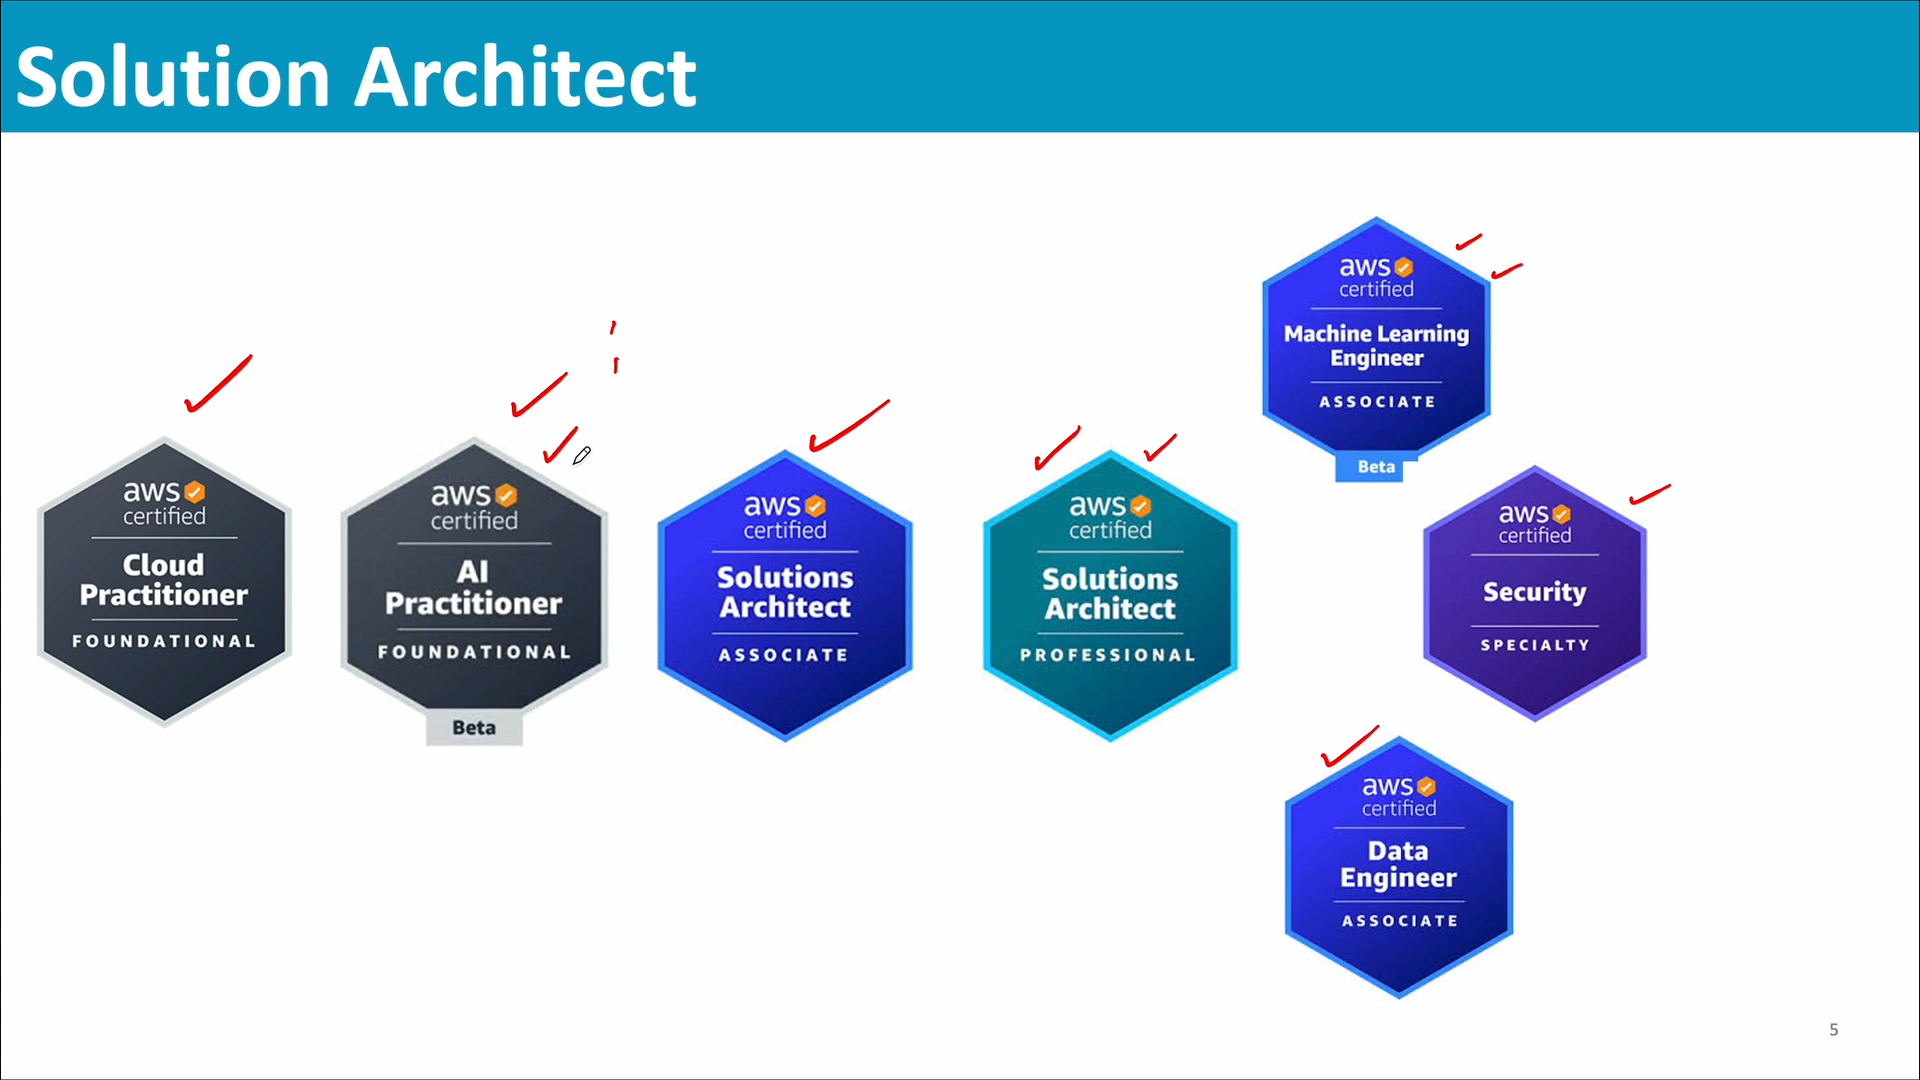 Solution Architect
aws
certified
Cloud
Practitioner
FOUNDATIONAL
aws
certified
AI
Practitioner
FOUNDATIONAL
Beta
aws
certified
Solutions
Architect
ASSOCIATE
aws
certified
Solutions
Architect
PROFESSIONAL
aws
certified
Machine Learning
Engineer
ASSOCIATE
Beta
aws
certified
Security
SPECIALTY
aws
certified
Data
Engineer
ASSOCIATE
5